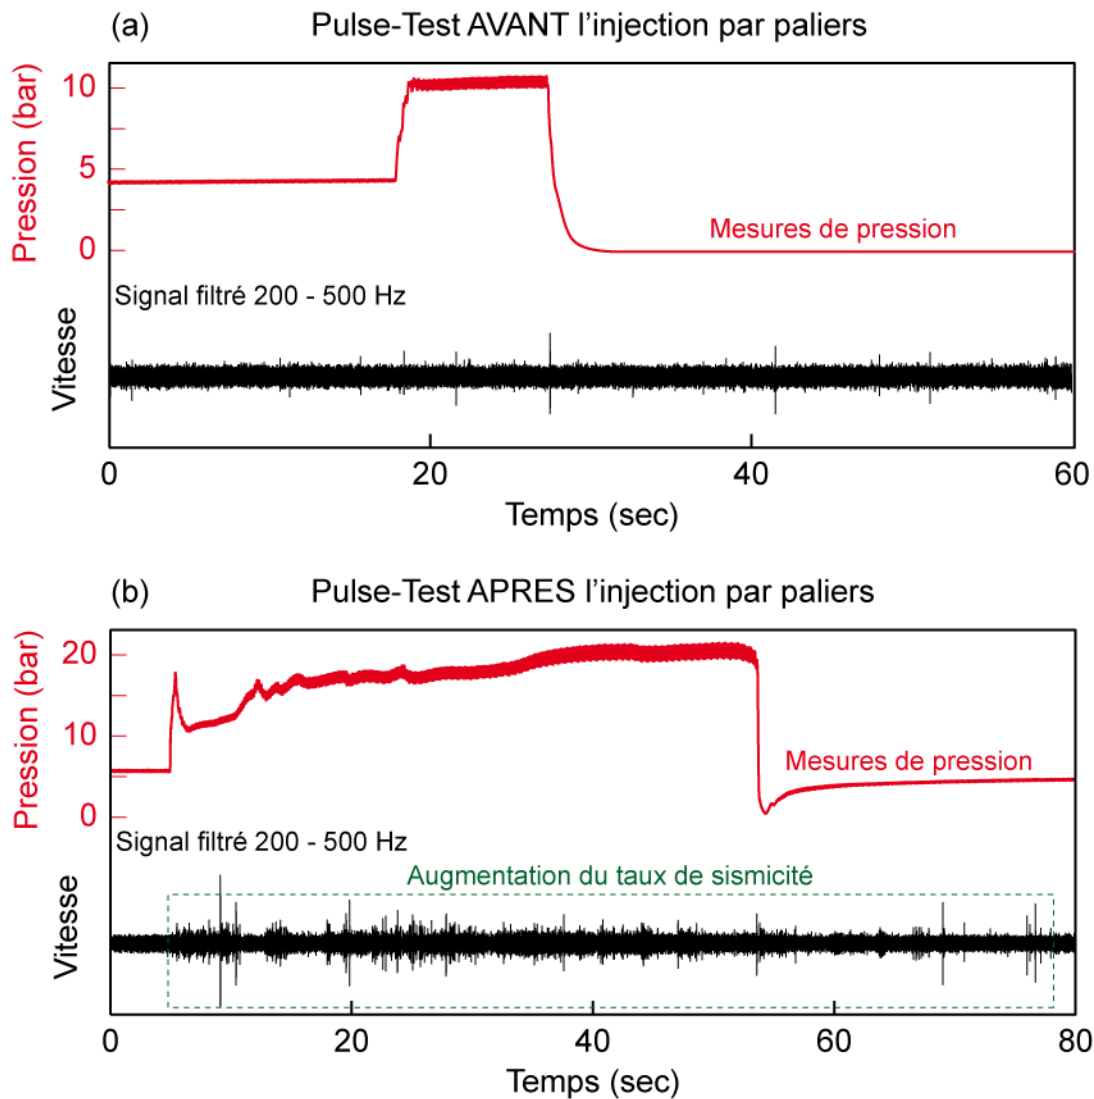 (a) Pulse-Test AVANT l'injection par paliers
Pression (bar)
10
5
0
Mesures de pression
Signal filtré 200 - 500 Hz
Vitesse
0 20 40 60
Temps (sec)
(b) Pulse-Test APRES l'injection par paliers
Pression (bar)
20
10
0
Mesures de pression
Signal filtré 200 - 500 Hz
Augmentation du taux de sismicité
Vitesse
0 20 40 60 80
Temps (sec)